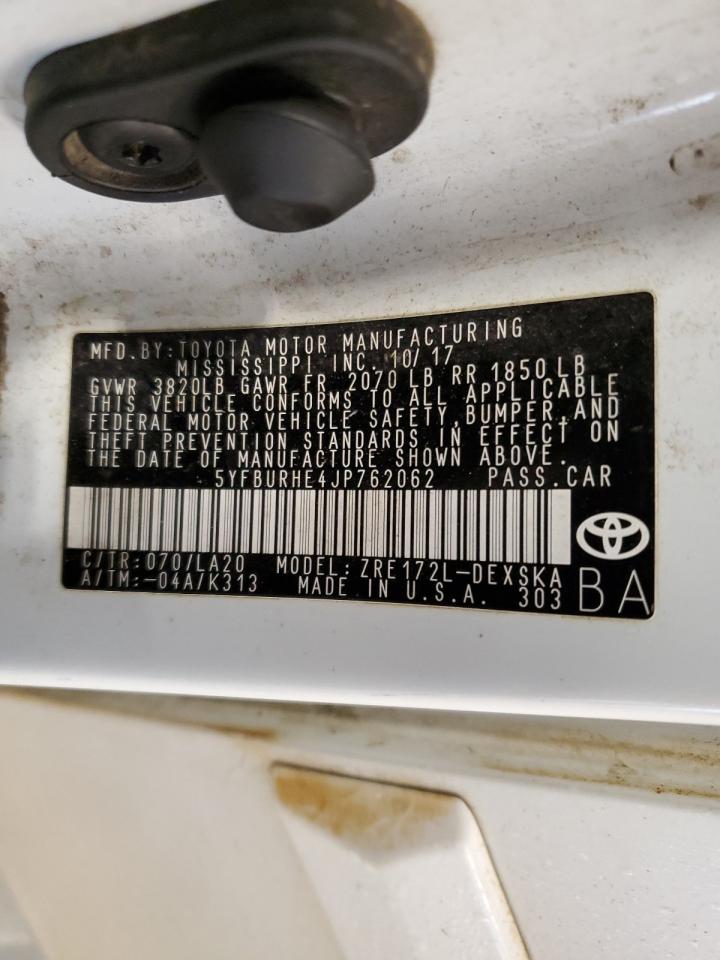 MFD.BY:TOYOTA MOTOR MANUFACTURING
MISSISSIPPI INC. 10/17
GVWR 3820LB GAWR FR 2070 LB RR 1850 LB
THIS VEHICLE CONFORMS TO ALL APPLICABLE
FEDERAL MOTOR VEHICLE SAFETY,BUMPER,AND
THEFT PREVENTION STANDARDS IN EFFECT ON
THE DATE OF MANUFACTURE SHOWN ABOVE.
5YFBURHE4JP762062 PASS.CAR
C/TR:070/LA20 MODEL:ZRE172L-DEXSKA
A/TM:-04A/K313 MADE IN U.S.A. 303 BA